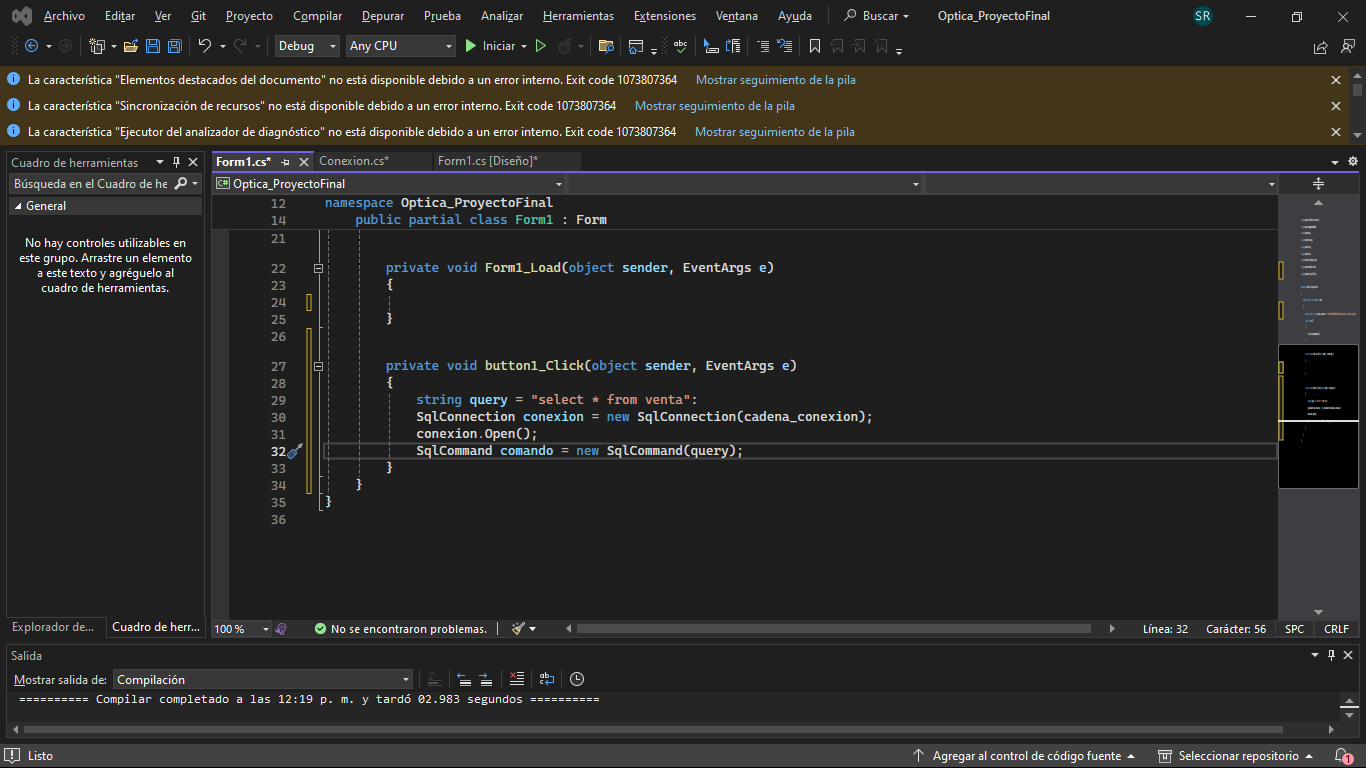 Archivo Editar Ver Git Proyecto Compilar Depurar Prueba Analizar Herramientas Extensiones Ventana Ayuda Buscar Optica_ProyectoFinal SR
Debug Any CPU Iniciar
La característica "Elementos destacados del documento" no está disponible debido a un error interno. Exit code 1073807364 Mostrar seguimiento de la pila
La característica "Sincronización de recursos" no está disponible debido a un error interno. Exit code 1073807364 Mostrar seguimiento de la pila
La característica "Ejecutor del analizador de diagnóstico" no está disponible debido a un error interno. Exit code 1073807364 Mostrar seguimiento de la pila
Cuadro de herramientas
Búsqueda en el Cuadro de he
General
No hay controles utilizables en
este grupo. Arrastre un elemento
a este texto y agréguelo al
cuadro de herramientas.
Explorador de... Cuadro de herr...
Form1.cs* Conexion.cs* Form1.cs [Diseño]*
C# Optica_ProyectoFinal
12 namespace Optica_ProyectoFinal
14 public partial class Form1 : Form
21
22 private void Form1_Load(object sender, EventArgs e)
23 {
24
25 }
26
27 private void button1_Click(object sender, EventArgs e)
28 {
29 string query = "select * from venta":
30 SqlConnection conexion = new SqlConnection(cadena_conexion);
31 conexion.Open();
32 SqlCommand comando = new SqlCommand(query);
33 }
34 }
35 }
36
100 % No se encontraron problemas. Línea: 32 Carácter: 56 SPC CRLF
Salida
Mostrar salida de: Compilación
========== Compilar completado a las 12:19 p. m. y tardó 02.983 segundos ==========
Listo Agregar al control de código fuente Seleccionar repositorio 1